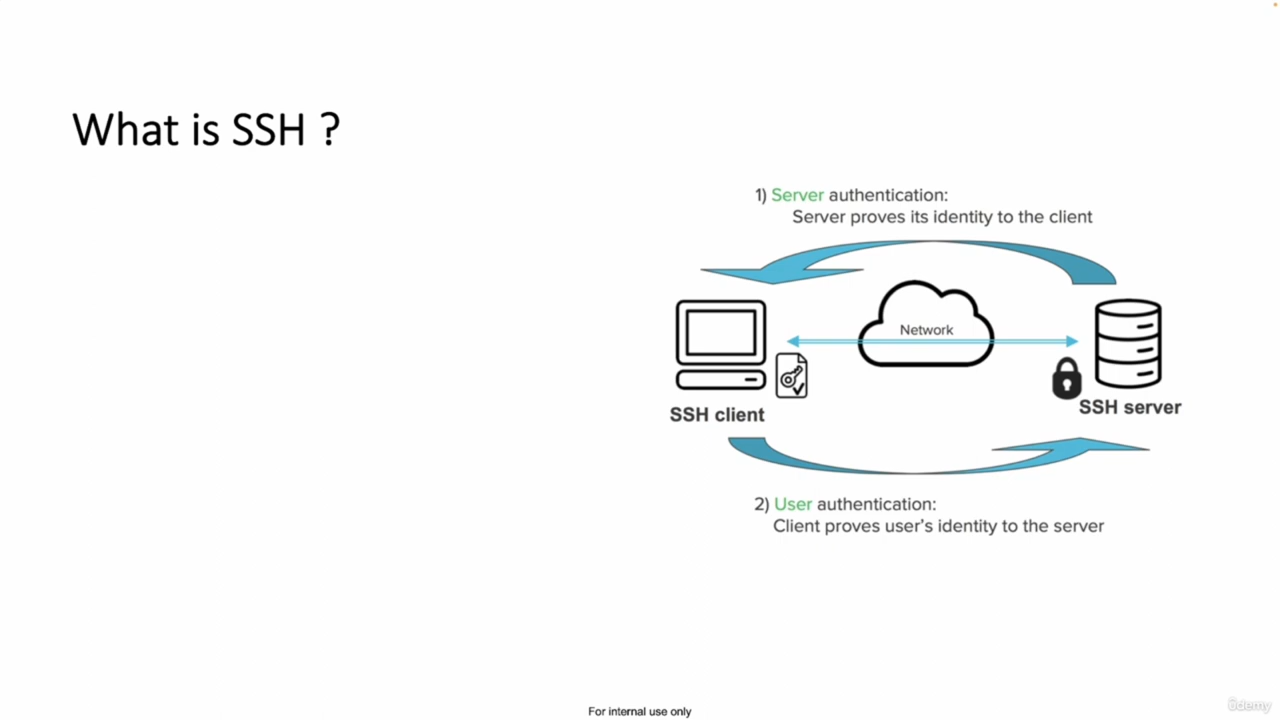 What is SSH ?
1) Server authentication:
Server proves its identity to the client
Network
SSH client
SSH server
2) User authentication:
Client proves user's identity to the server
For internal use only
ûdemy